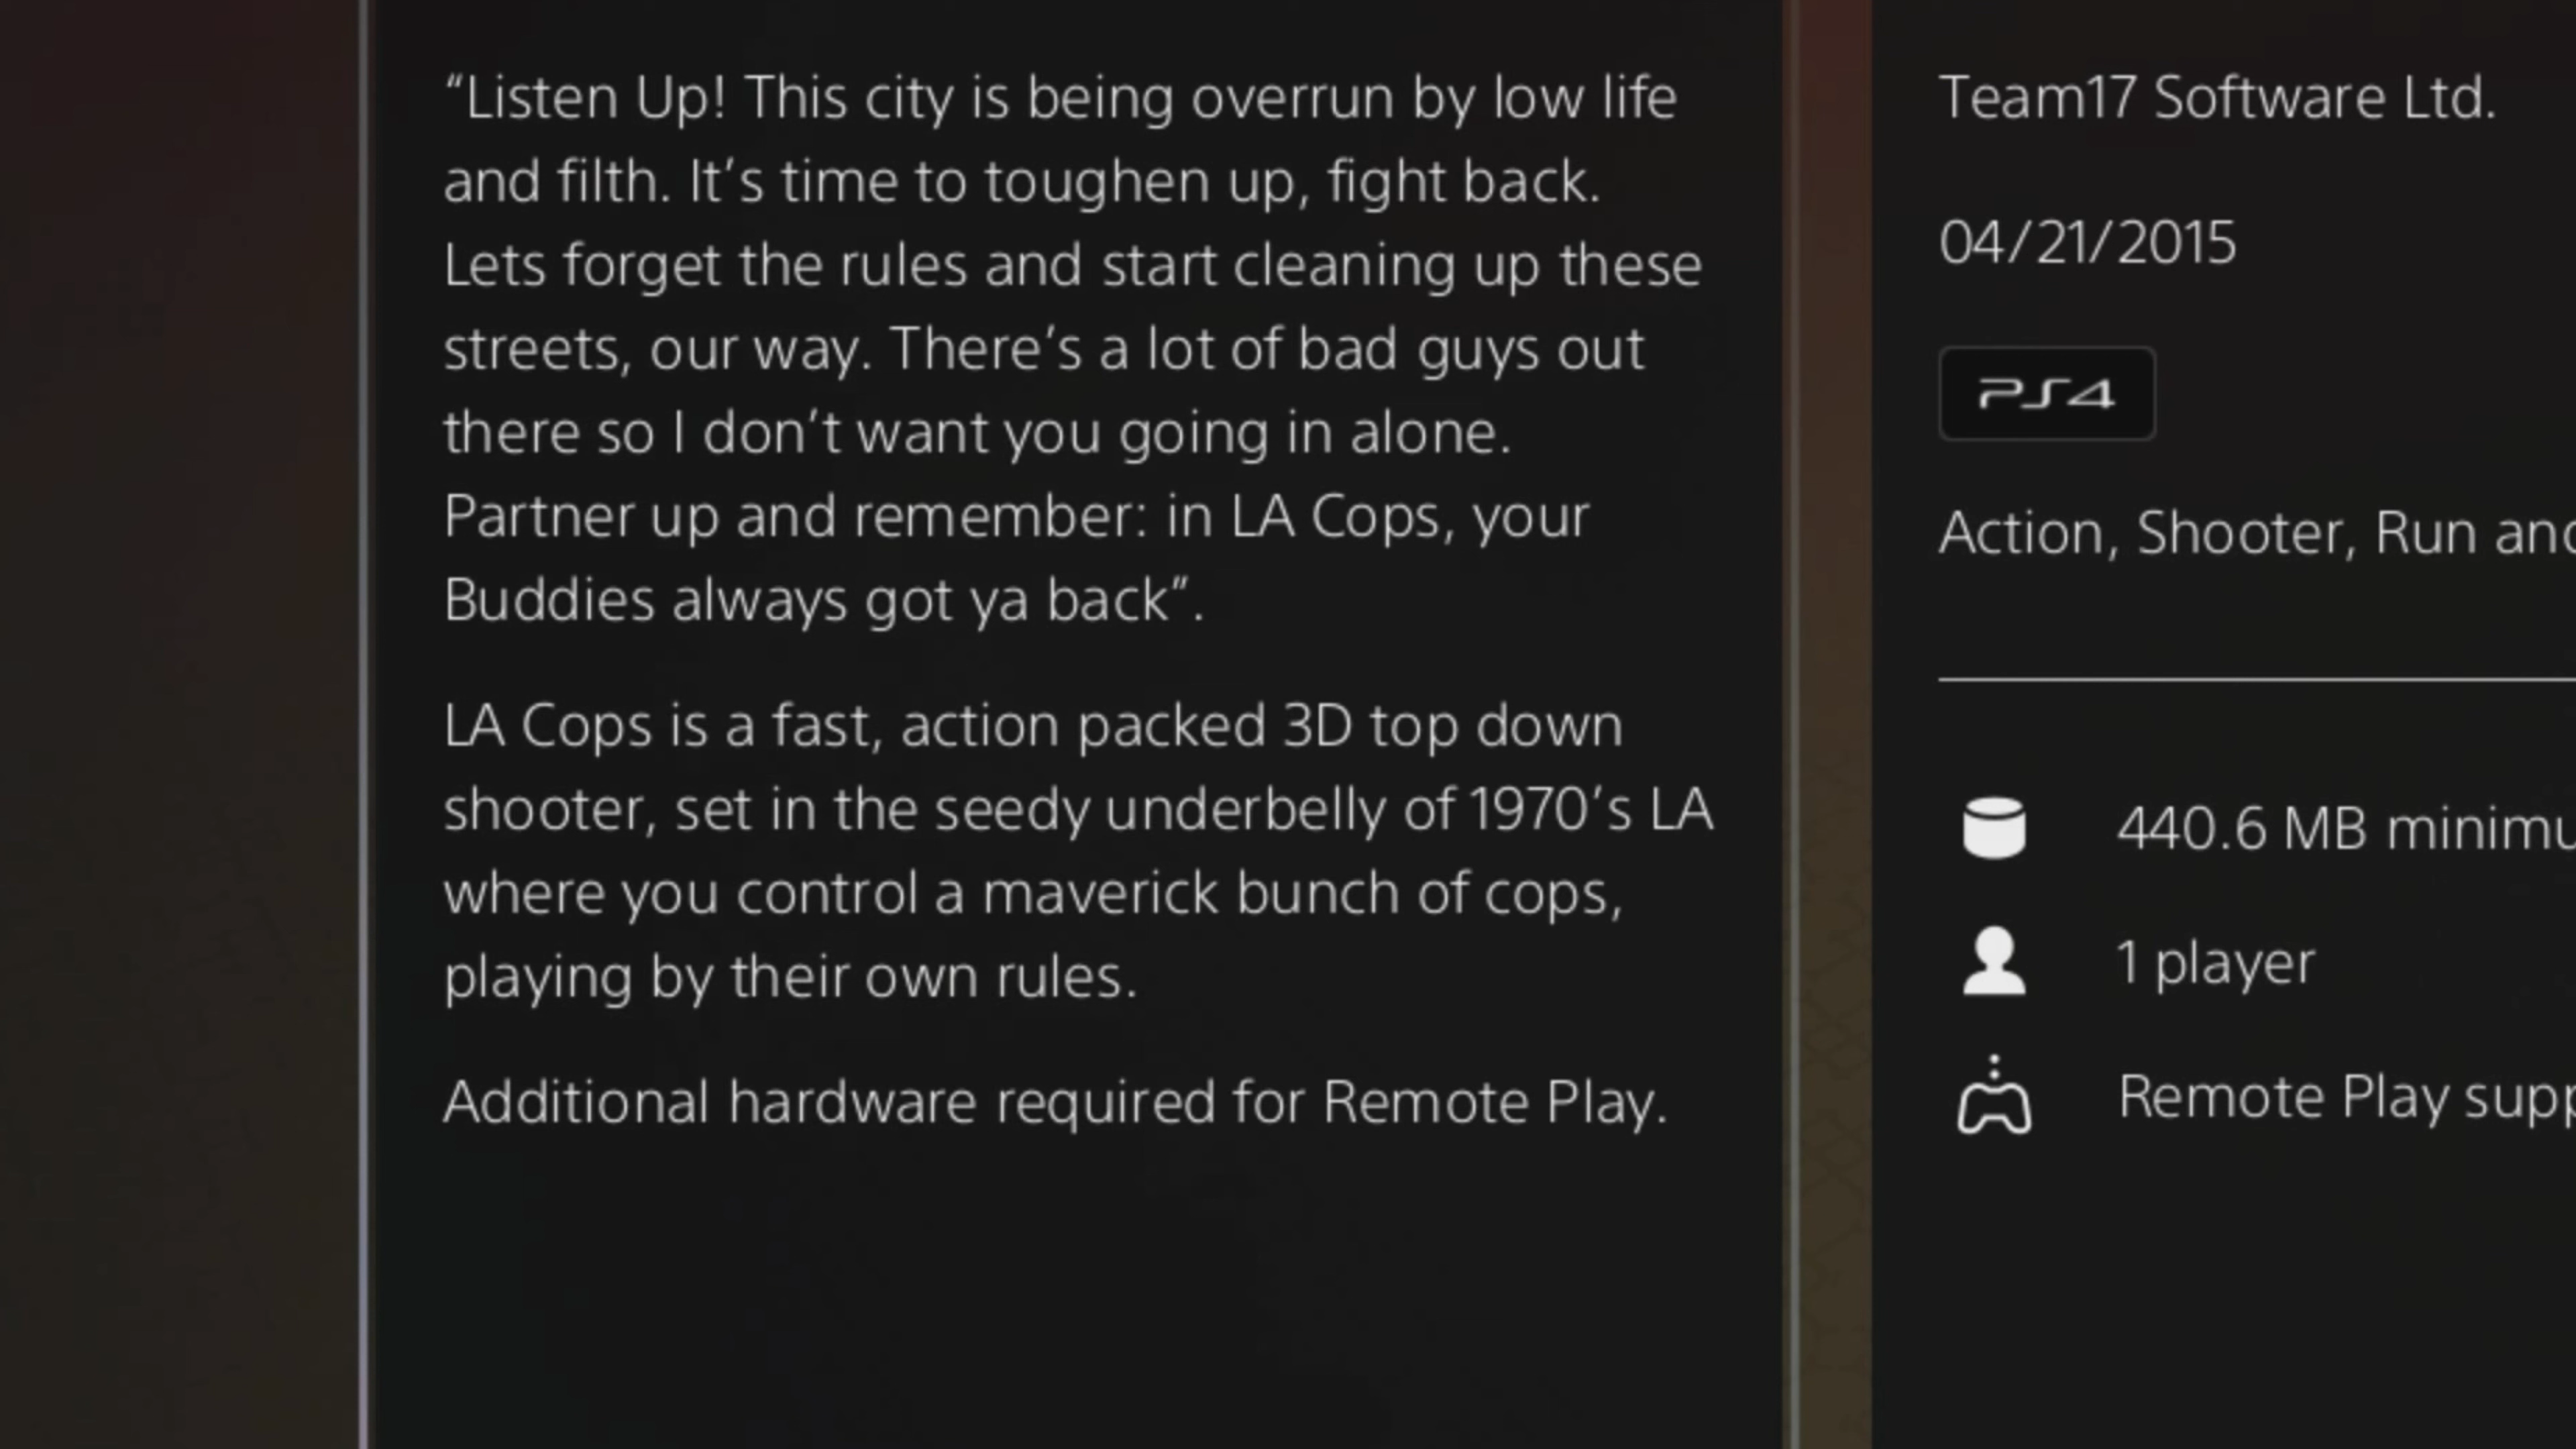 “Listen Up! This city is being overrun by low life
and filth. It’s time to toughen up, fight back.
Lets forget the rules and start cleaning up these
streets, our way. There’s a lot of bad guys out
there so I don’t want you going in alone.
Partner up and remember: in LA Cops, your
Buddies always got ya back”.
LA Cops is a fast, action packed 3D top down
shooter, set in the seedy underbelly of 1970’s LA
where you control a maverick bunch of cops,
playing by their own rules.
Additional hardware required for Remote Play.
Team17 Software Ltd.
04/21/2015
PS4
Action, Shooter, Run
440.6 MB
1 player
Remote Play